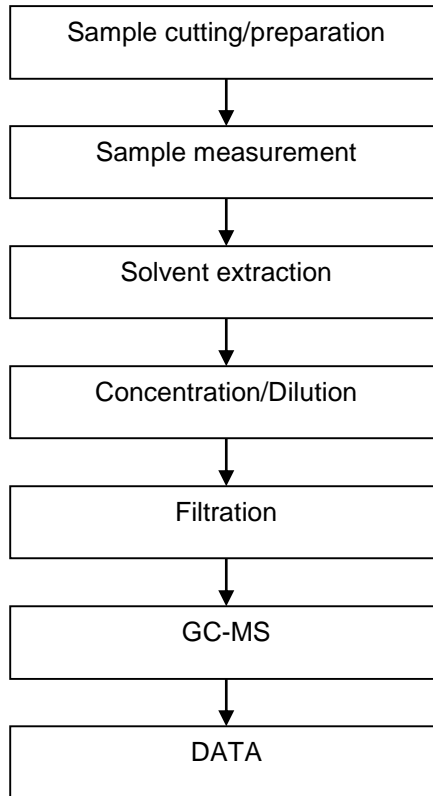 Sample cutting/preparation
Sample measurement
Solvent extraction
Concentration/Dilution
Filtration
GC-MS
DATA